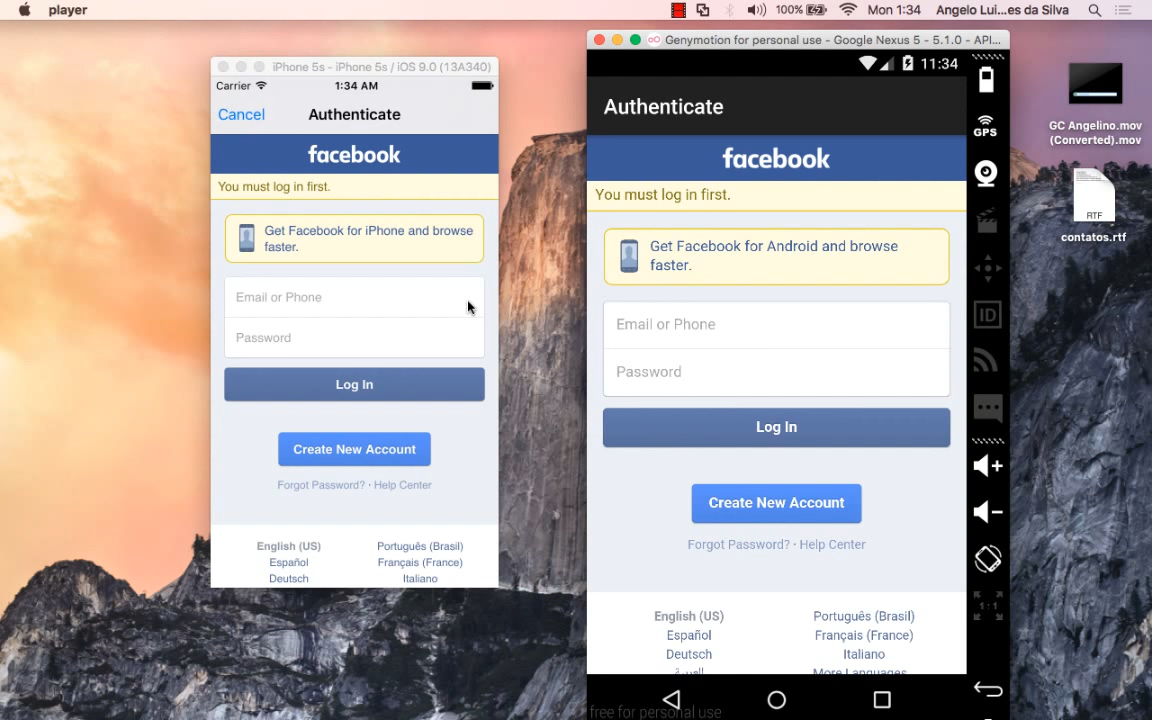 player
100%
Mon 1:34
Angelo Lui...es da Silva
iPhone 5s - iPhone 5s / iOS 9.0 (13A340)
Carrier
1:34 AM
Cancel
Authenticate
facebook
You must log in first.
Get Facebook for iPhone and browse
faster.
Email or Phone
Password
Log In
Create New Account
Forgot Password? · Help Center
English (US)
Português (Brasil)
Español
Français (France)
Deutsch
Italiano
Genymotion for personal use - Google Nexus 5 - 5.1.0 - API...
11:34
Authenticate
facebook
You must log in first.
Get Facebook for Android and browse
faster.
Email or Phone
Password
Log In
Create New Account
Forgot Password? · Help Center
English (US)
Português (Brasil)
Español
Français (France)
Deutsch
Italiano
العربية
More Languages
free for personal use
GPS
ID
1:1
GC Angelino.mov
(Converted).mov
RTF
contatos.rtf